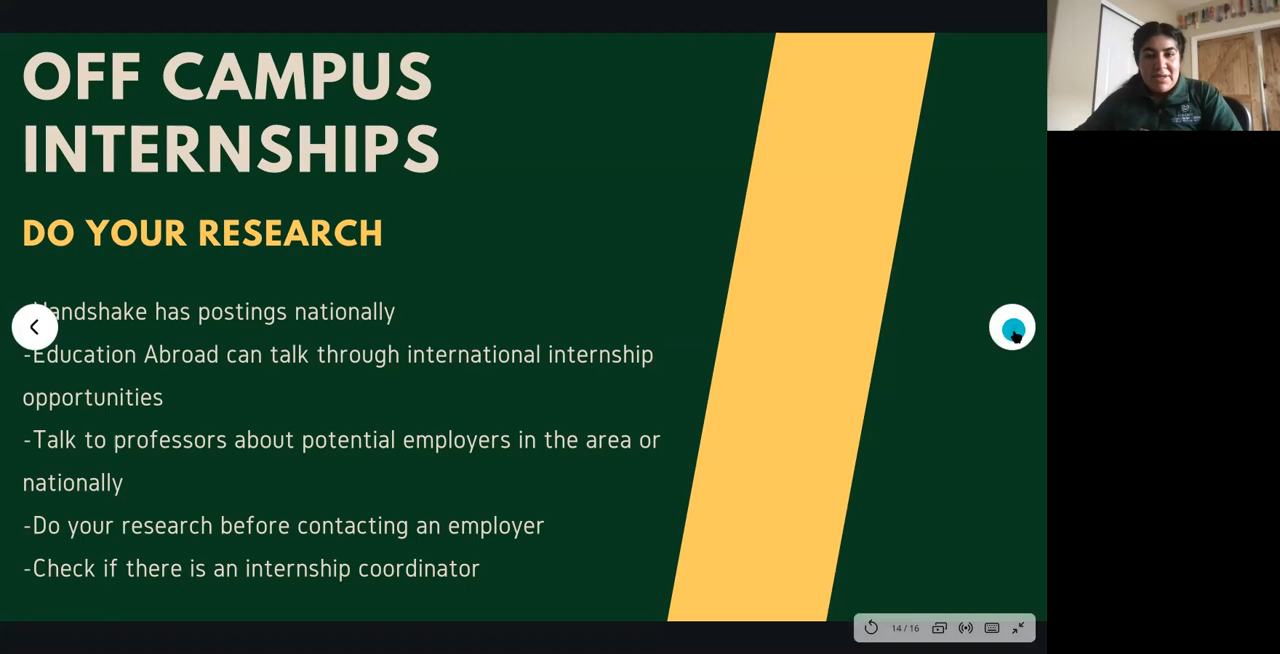 OFF CAMPUS
INTERNSHIPS
DO YOUR RESEARCH
-Handshake has postings nationally
-Education Abroad can talk through international internship
opportunities
-Talk to professors about potential employers in the area or
nationally
-Do your research before contacting an employer
-Check if there is an internship coordinator
14 / 16